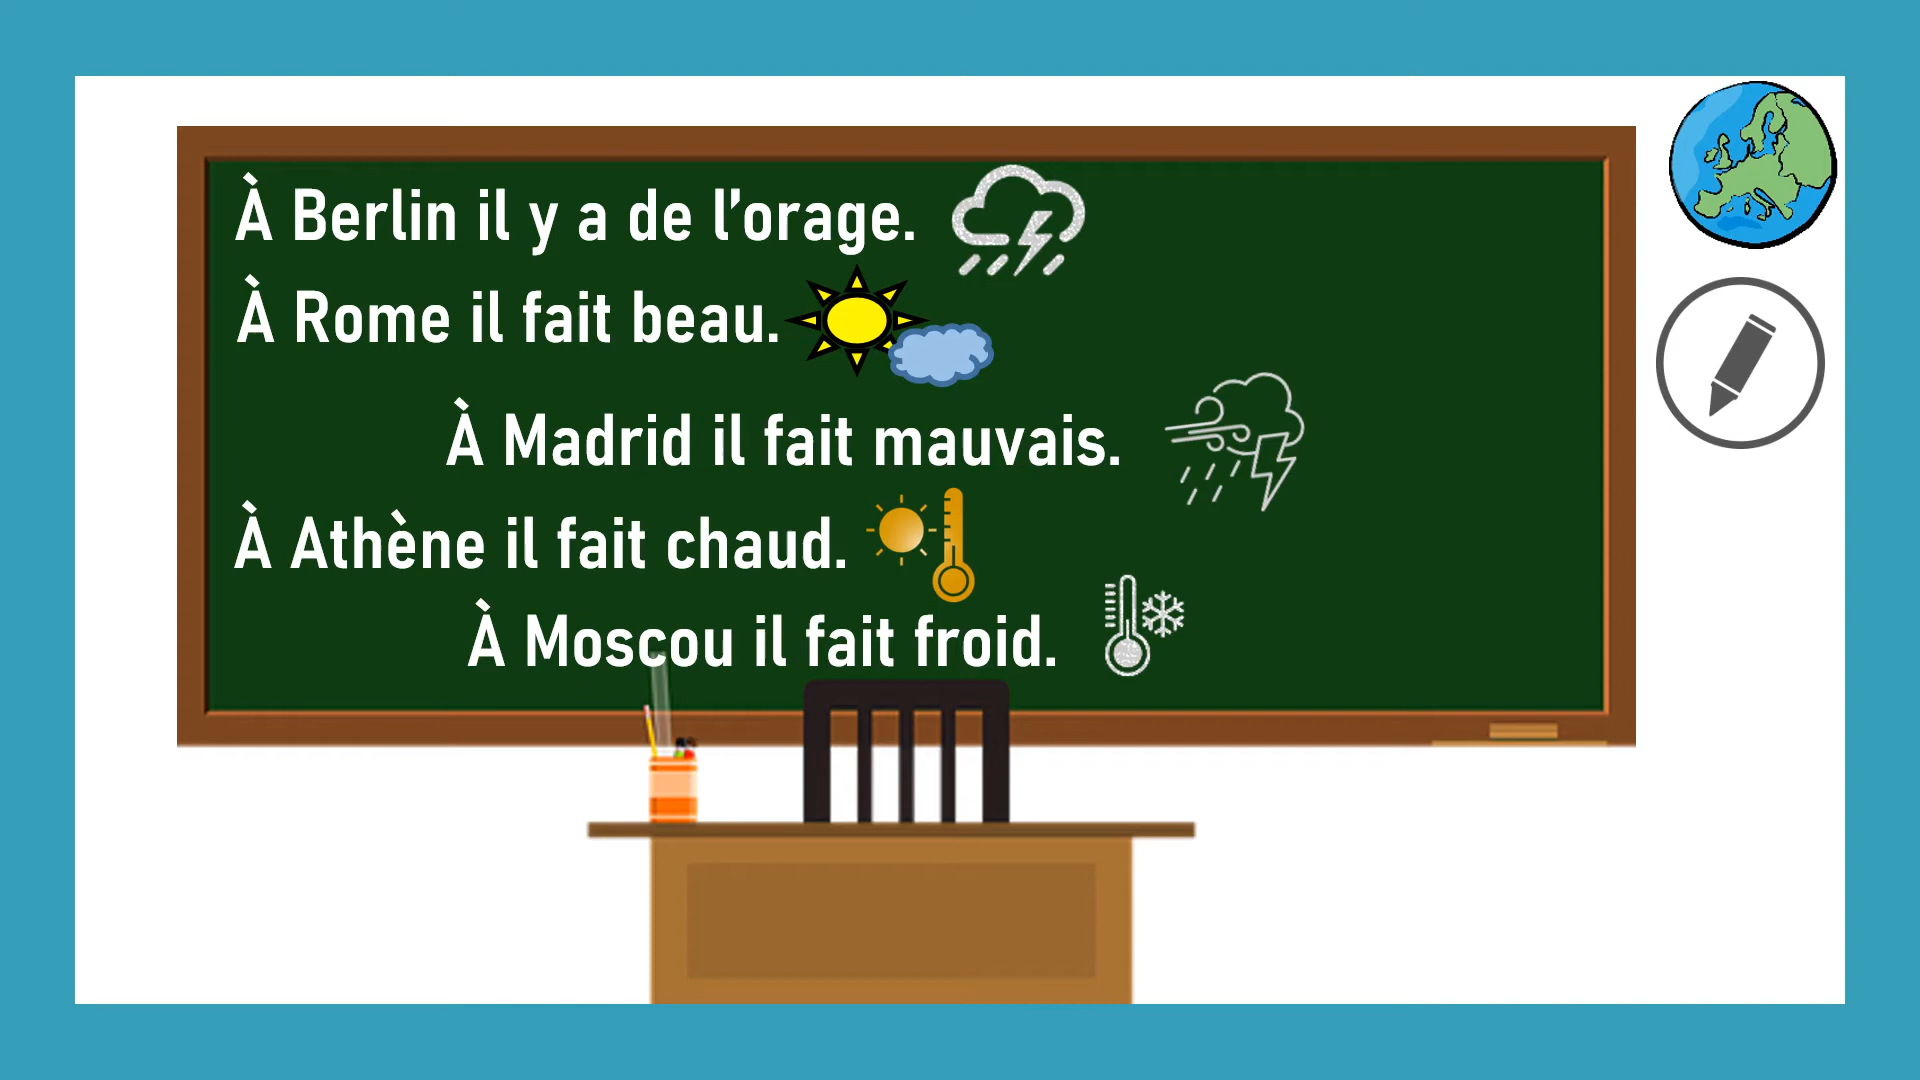 À Berlin il y a de l’orage.
À Rome il fait beau.
À Madrid il fait mauvais.
À Athène il fait chaud.
À Moscou il fait froid.